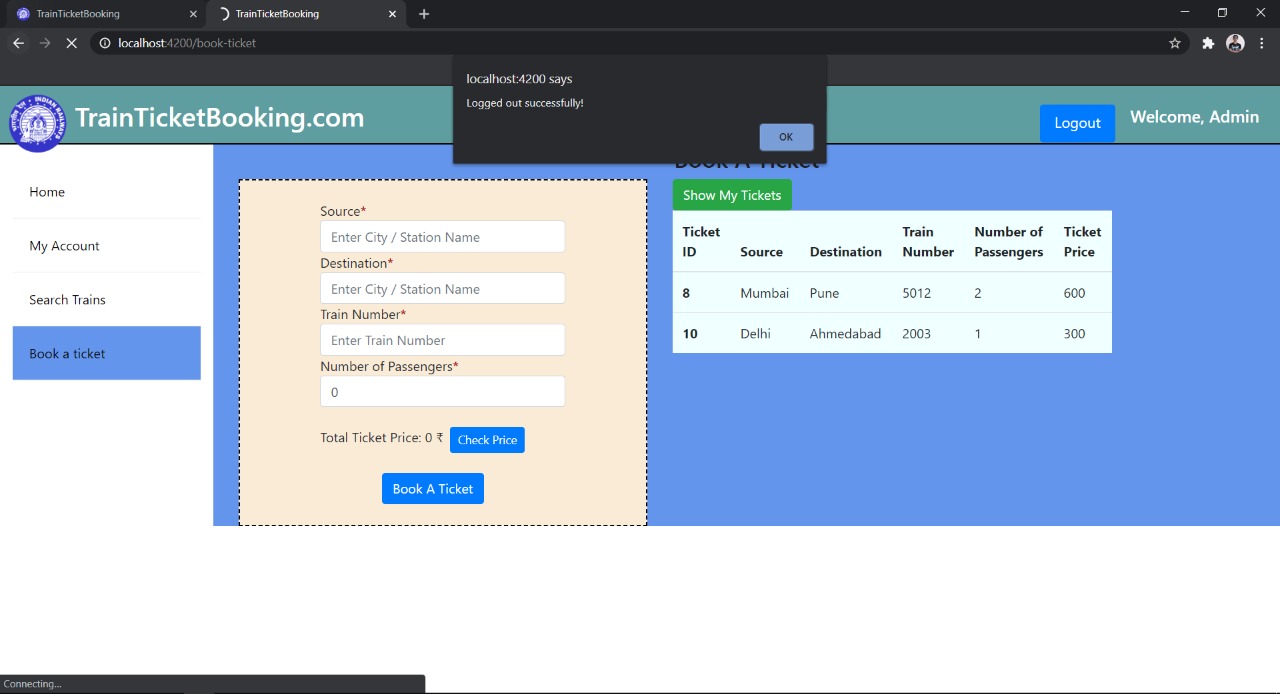 TrainTicketBooking
TrainTicketBooking
localhost:4200/book-ticket
localhost:4200 says
Logged out successfully!
OK
TrainTicketBooking.com
Logout
Welcome, Admin
Home
My Account
Search Trains
Book a ticket
Source*
Enter City / Station Name
Destination*
Enter City / Station Name
Train Number*
Enter Train Number
Number of Passengers*
0
Total Ticket Price: 0 ₹ Check Price
Book A Ticket
Book A Ticket
Show My Tickets
Ticket ID Source Destination Train Number Number of Passengers Ticket Price
8 Mumbai Pune 5012 2 600
10 Delhi Ahmedabad 2003 1 300
Connecting...